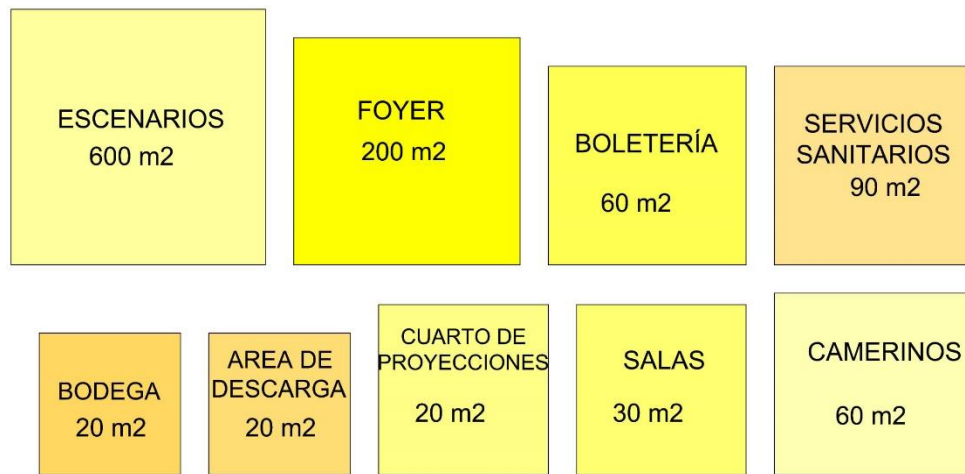 ESCENARIOS
600 m2
FOYER
200 m2
BOLETERÍA
60 m2
SERVICIOS
SANITARIOS
90 m2
BODEGA
20 m2
AREA DE
DESCARGA
20 m2
CUARTO DE
PROYECCIONES
20 m2
SALAS
30 m2
CAMERINOS
60 m2